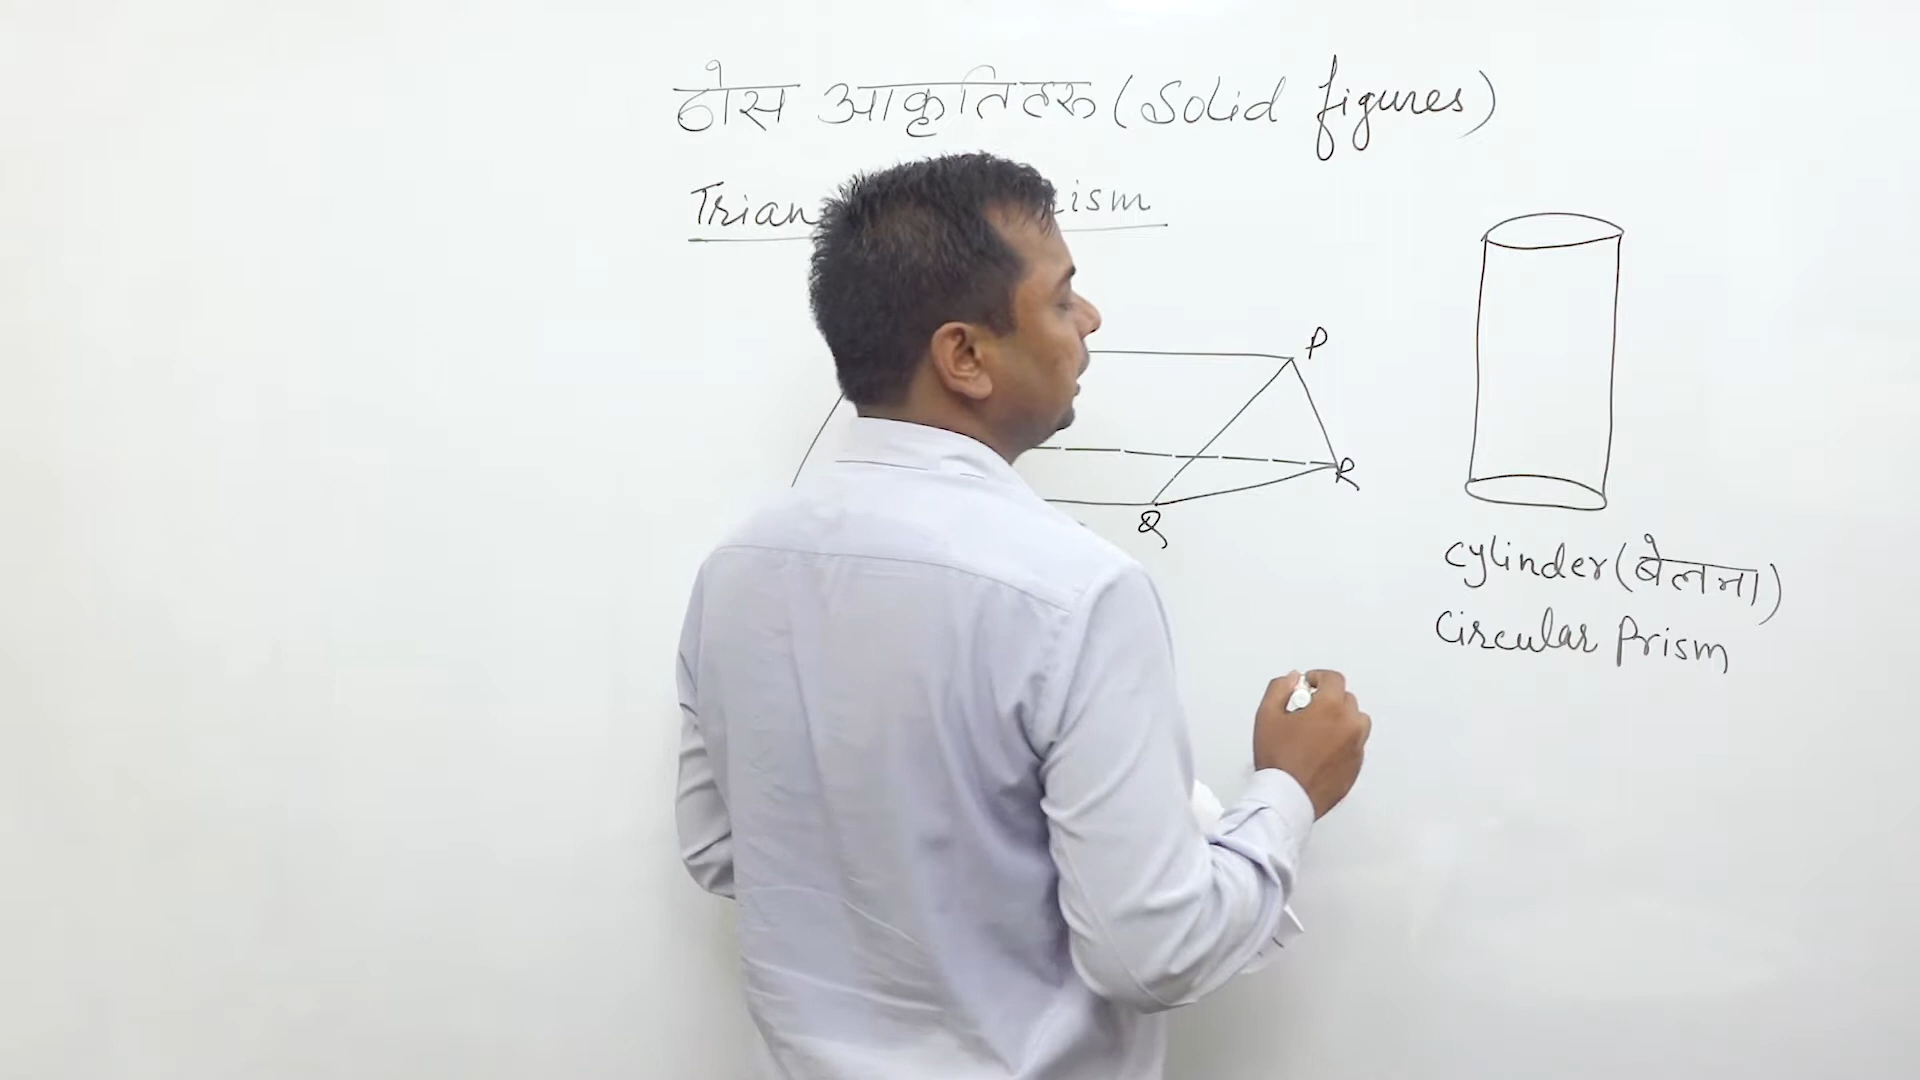 ठोस आकृतिहरू (Solid figures)
Trian ism
P
R
Q
Cylinder (बेलना)
Circular Prism